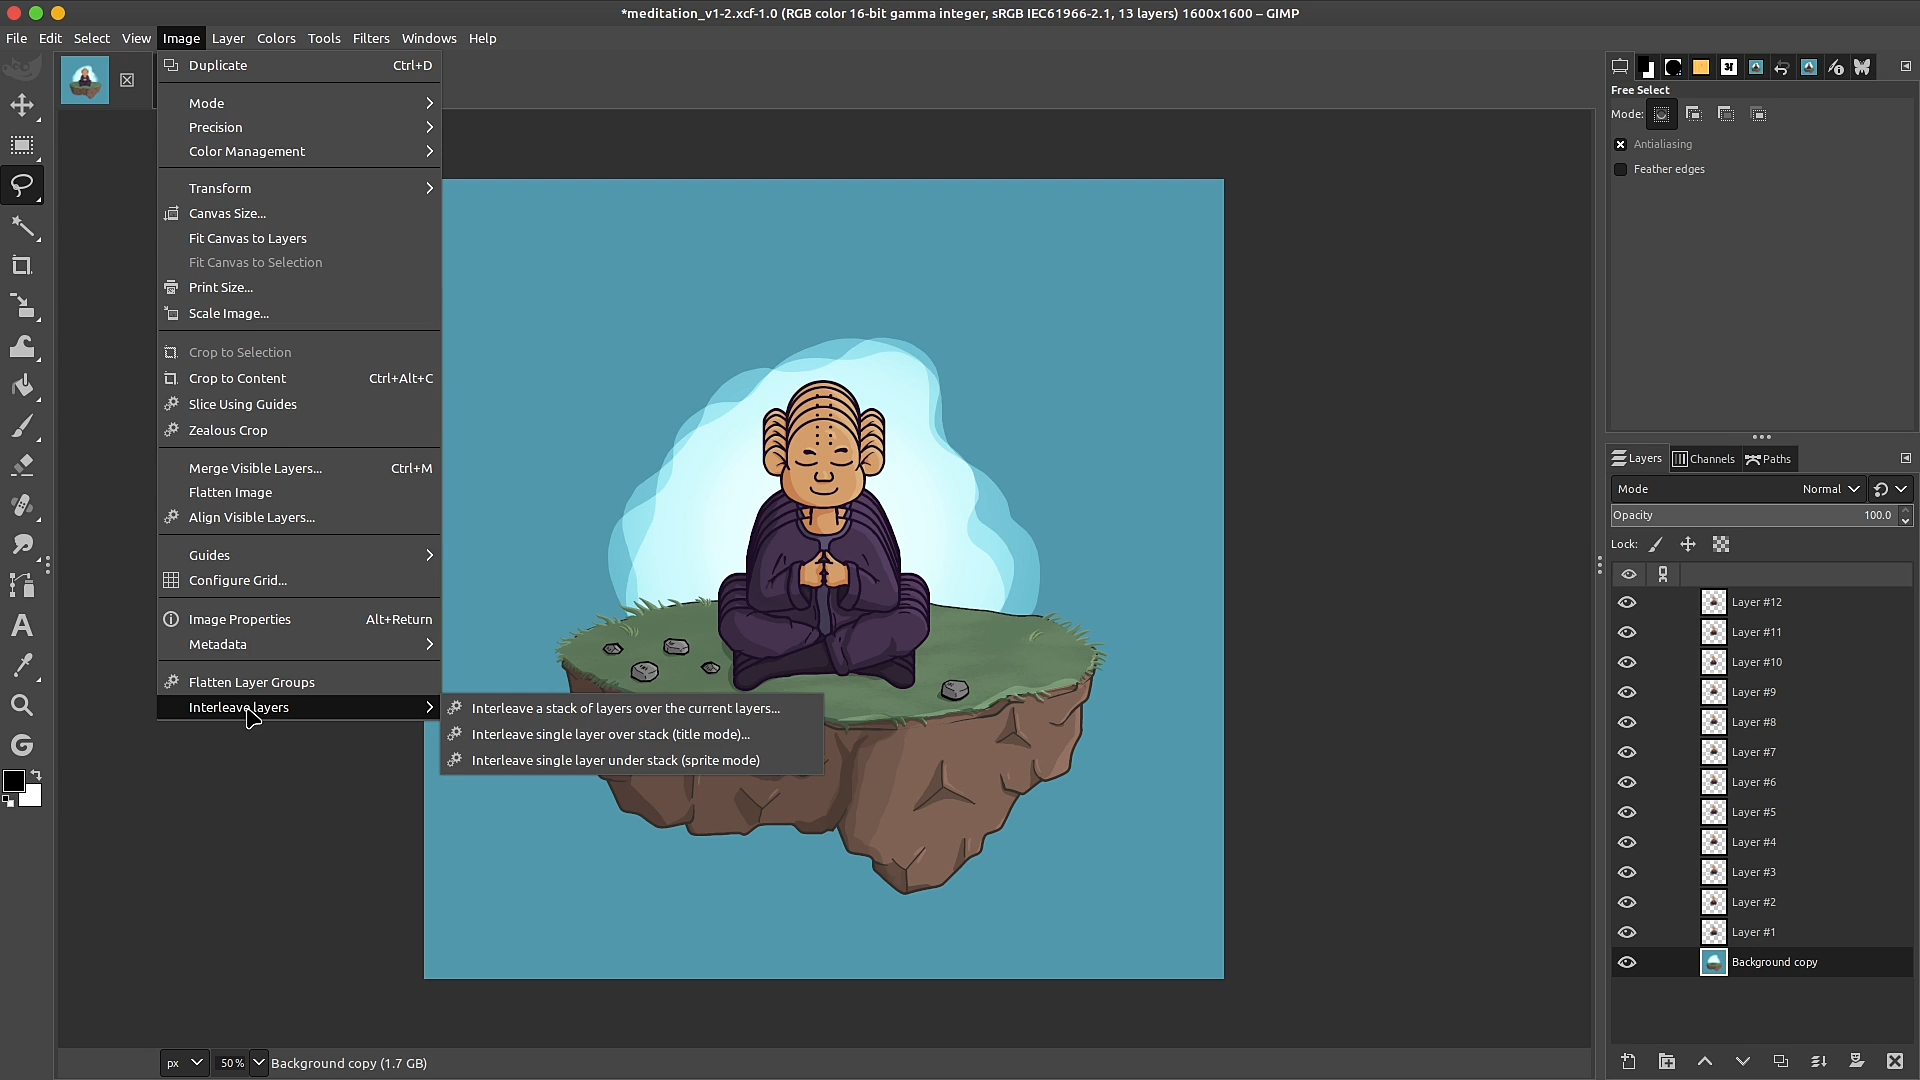 *meditation_v1-2.xcf-1.0 (RGB color 16-bit gamma integer, sRGB IEC61966-2.1, 13 layers) 1600x1600 – GIMP
File Edit Select View Image Layer Colors Tools Filters Windows Help
Duplicate Ctrl+D
Mode
Precision
Color Management
Transform
Canvas Size...
Fit Canvas to Layers
Fit Canvas to Selection
Print Size...
Scale Image...
Crop to Selection
Crop to Content Ctrl+Alt+C
Slice Using Guides
Zealous Crop
Merge Visible Layers... Ctrl+M
Flatten Image
Align Visible Layers...
Guides
Configure Grid...
Image Properties Alt+Return
Metadata
Flatten Layer Groups
Interleave layers
Interleave a stack of layers over the current layers...
Interleave single layer over stack (title mode)...
Interleave single layer under stack (sprite mode)
px 50% Background copy (1.7 GB)
Free Select
Mode:
Antialiasing
Feather edges
Layers Channels Paths
Mode Normal
Opacity 100.0
Lock:
Layer #12
Layer #11
Layer #10
Layer #9
Layer #8
Layer #7
Layer #6
Layer #5
Layer #4
Layer #3
Layer #2
Layer #1
Background copy